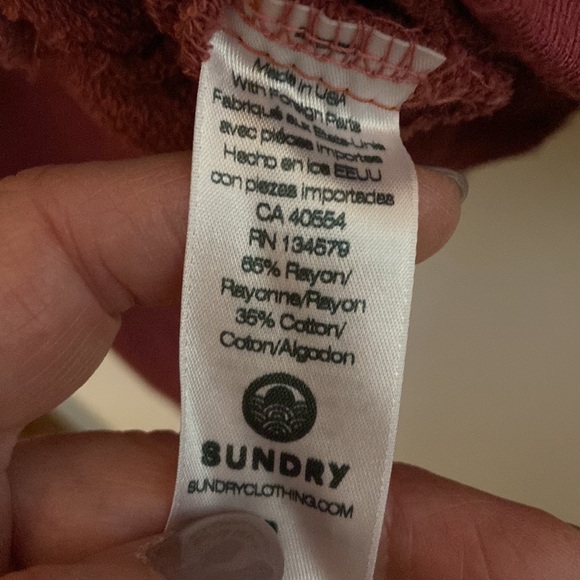 Made in USA
With Foreign Parts
Fabriqué aux États-Unis
avec pièces importées
Hecho en los EEUU
con piezas importadas
CA 40554
RN 134579
65% Rayon/
Rayonne/Rayon
35% Cotton/
Coton/Algodon
SUNDRY
SUNDRYCLOTHING.COM